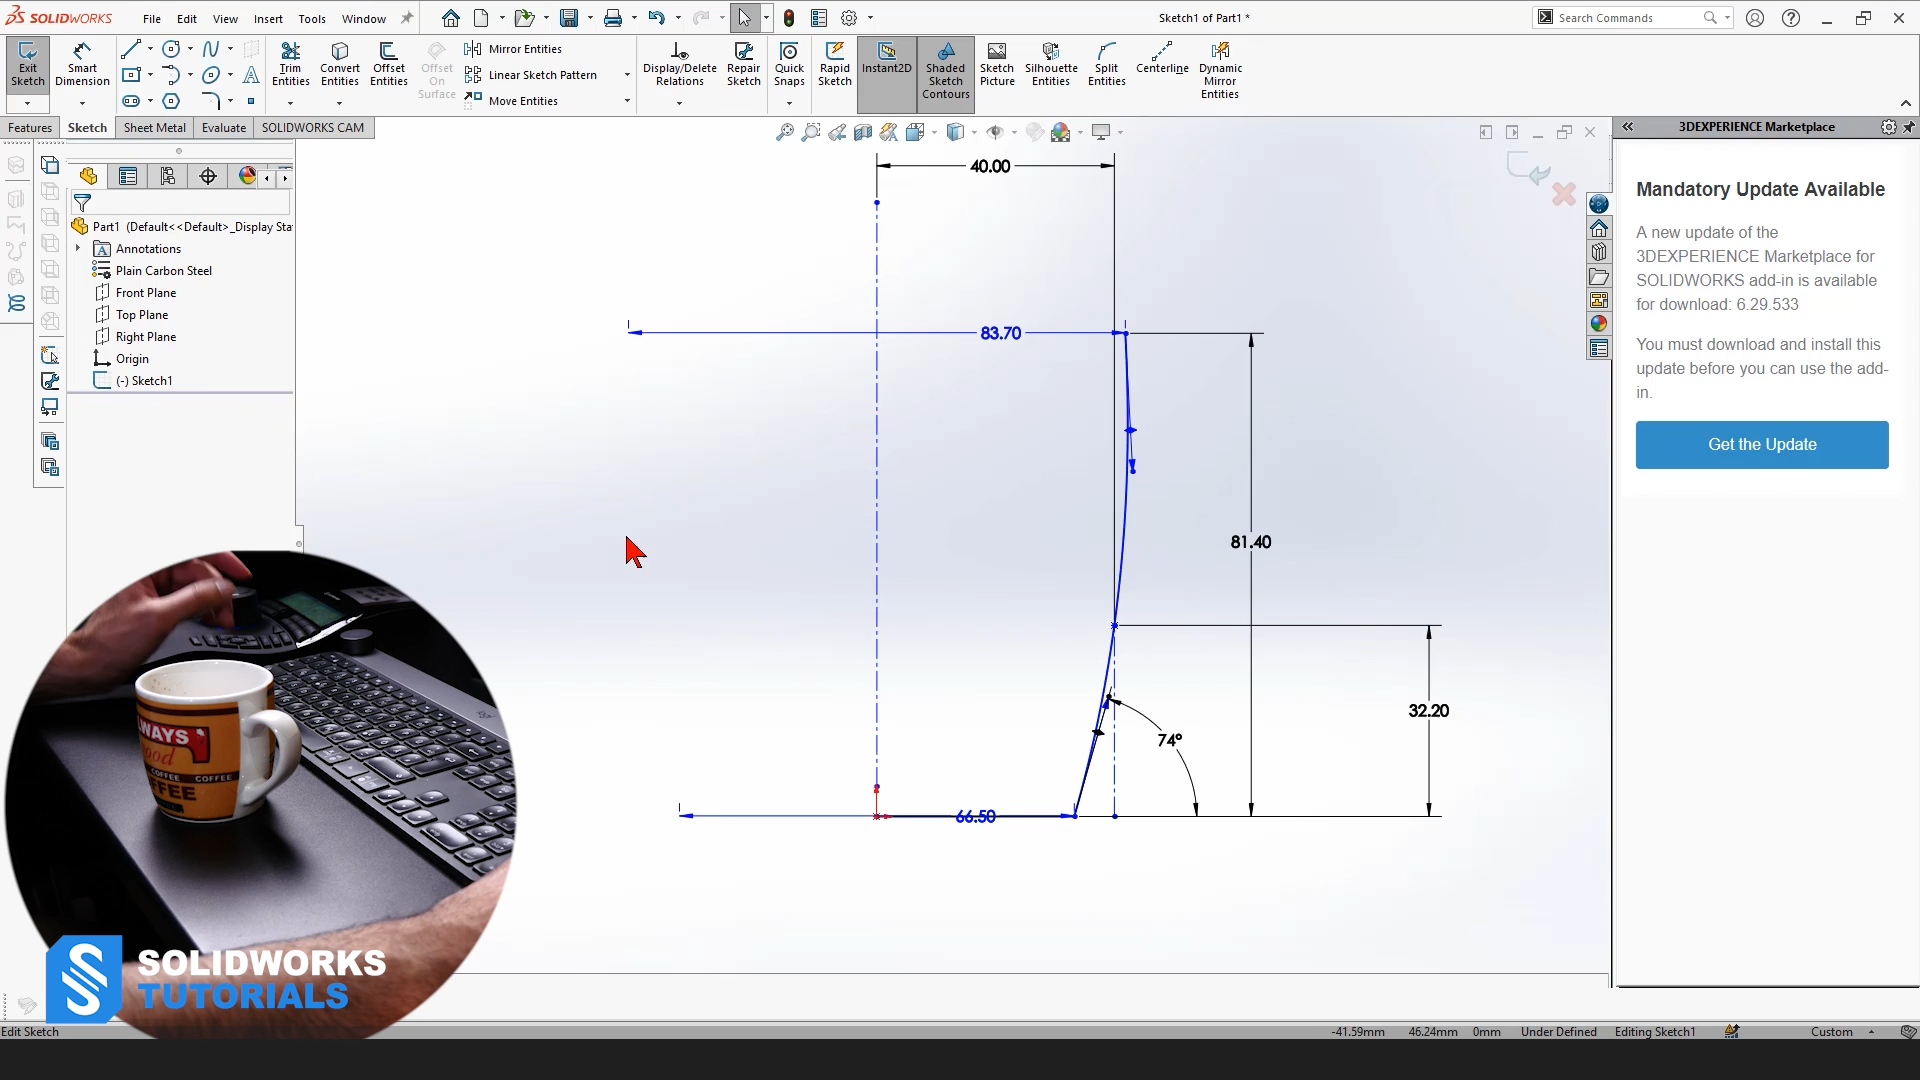 SOLIDWORKS
File Edit View Insert Tools Window
Sketch1 of Part1 *
Search Commands
Exit Sketch
Smart Dimension
Trim Entities
Convert Entities
Offset Entities
Offset On Surface
Mirror Entities
Linear Sketch Pattern
Move Entities
Display/Delete Relations
Repair Sketch
Quick Snaps
Rapid Sketch
Instant2D
Shaded Sketch Contours
Sketch Picture
Silhouette Entities
Split Entities
Centerline
Dynamic Mirror Entities
Features Sketch Sheet Metal Evaluate SOLIDWORKS CAM
3DEXPERIENCE Marketplace
Part1 (Default<<Default>_Display Sta
Annotations
Plain Carbon Steel
Front Plane
Top Plane
Right Plane
Origin
(-) Sketch1
40.00
83.70
81.40
32.20
74°
66.50
Mandatory Update Available
A new update of the
3DEXPERIENCE Marketplace for
SOLIDWORKS add-in is available
for download: 6.29.533
You must download and install this
update before you can use the add-
in.
Get the Update
WAYS
good
COFFEE COFFEE
SOLIDWORKS
TUTORIALS
Edit Sketch
-41.59mm 46.24mm 0mm Under Defined Editing Sketch1 Custom